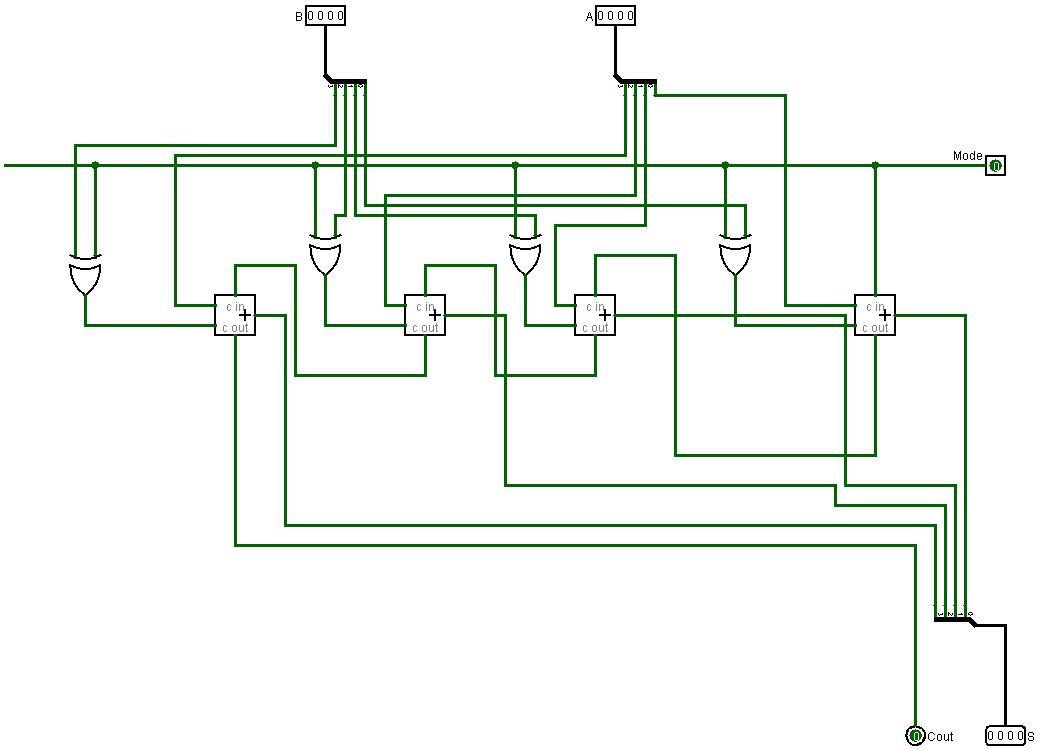 B 0000
A 0000
3 2 1 0
3 2 1 0
Mode 0
c in
+
c out
c in
+
c out
c in
+
c out
c in
+
c out
3 2 1 0
0 Cout
0000 S